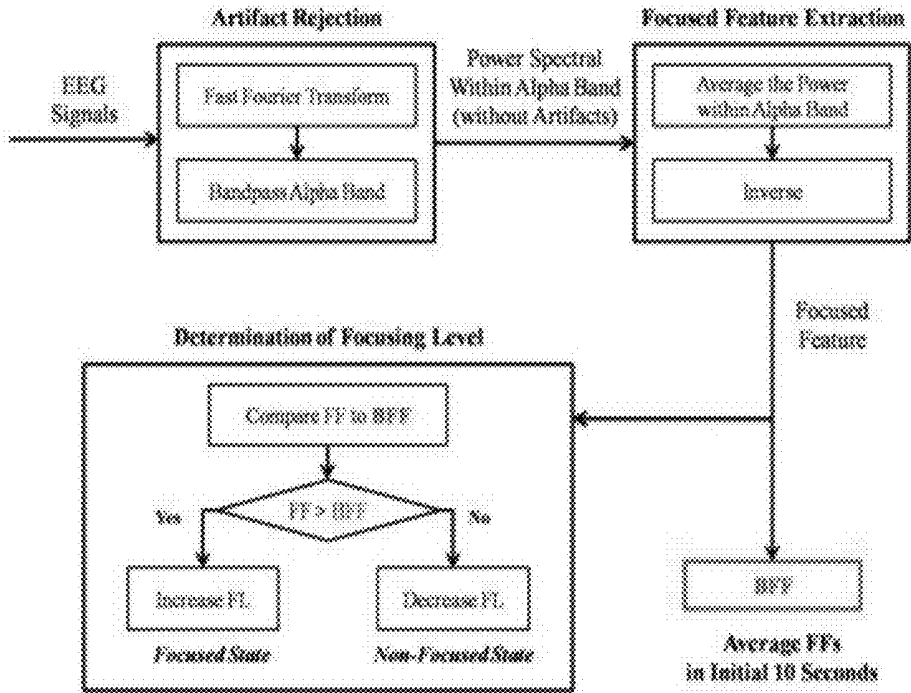 Artifact Rejection
EEG
Signals
Fast Fourier Transform
Bandpass Alpha Band
Power Spectral
Within Alpha Band
(without Artifacts)
Focused Feature Extraction
Average the Power
within Alpha Band
Inverse
Focused
Feature
Determination of Focusing Level
Compare FF to BFF
FF > BFF
Yes
No
Increase FL
Decrease FL
Focused State
Non-Focused State
BFF
Average FFs
in Initial 10 Seconds